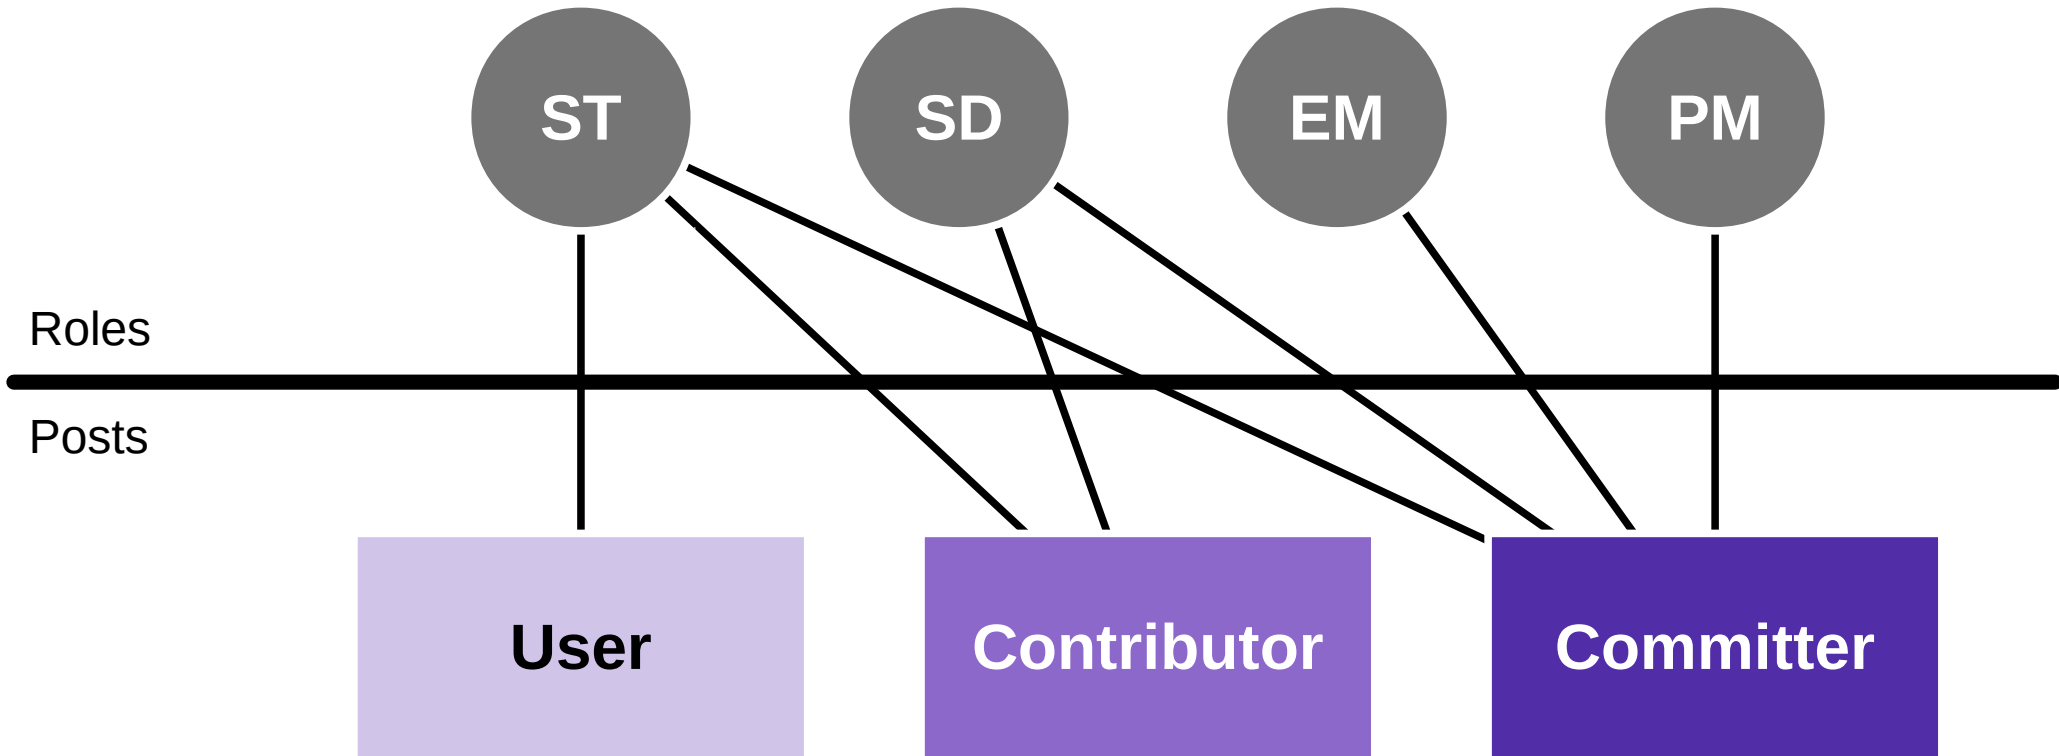 ST
SD
EM
PM
Roles
Posts
User
Contributor
Committer